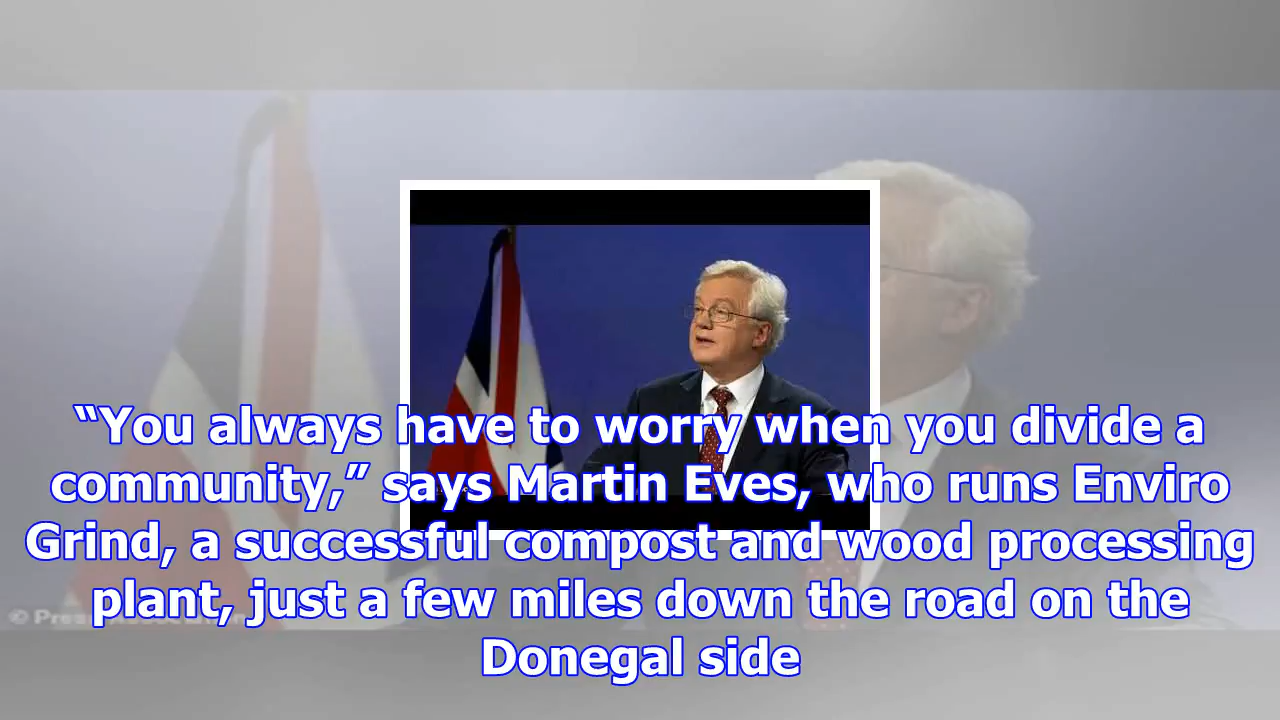 “You always have to worry when you divide a
community,” says Martin Eves, who runs Enviro
Grind, a successful compost and wood processing
plant, just a few miles down the road on the
Donegal side